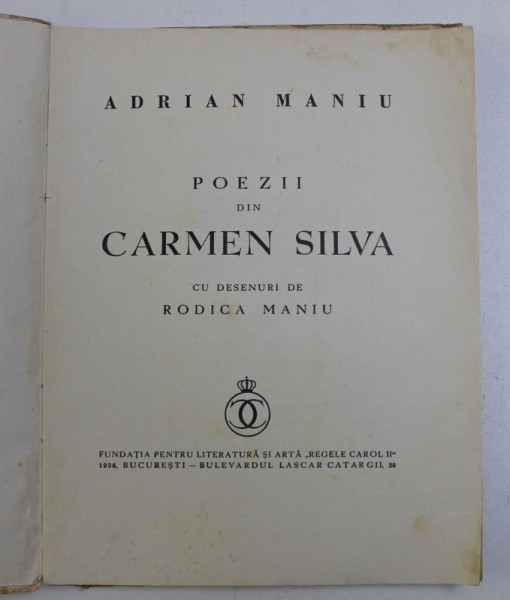 ADRIAN MANIU
POEZII
DIN
CARMEN SILVA
CU DESENURI DE
RODICA MANIU
FUNDAȚIA PENTRU LITERATURĂ ȘI ARTĂ „REGELE CAROL II“
1936, BUCUREȘTI — BULEVARDUL LASCAR CATARGII, 39